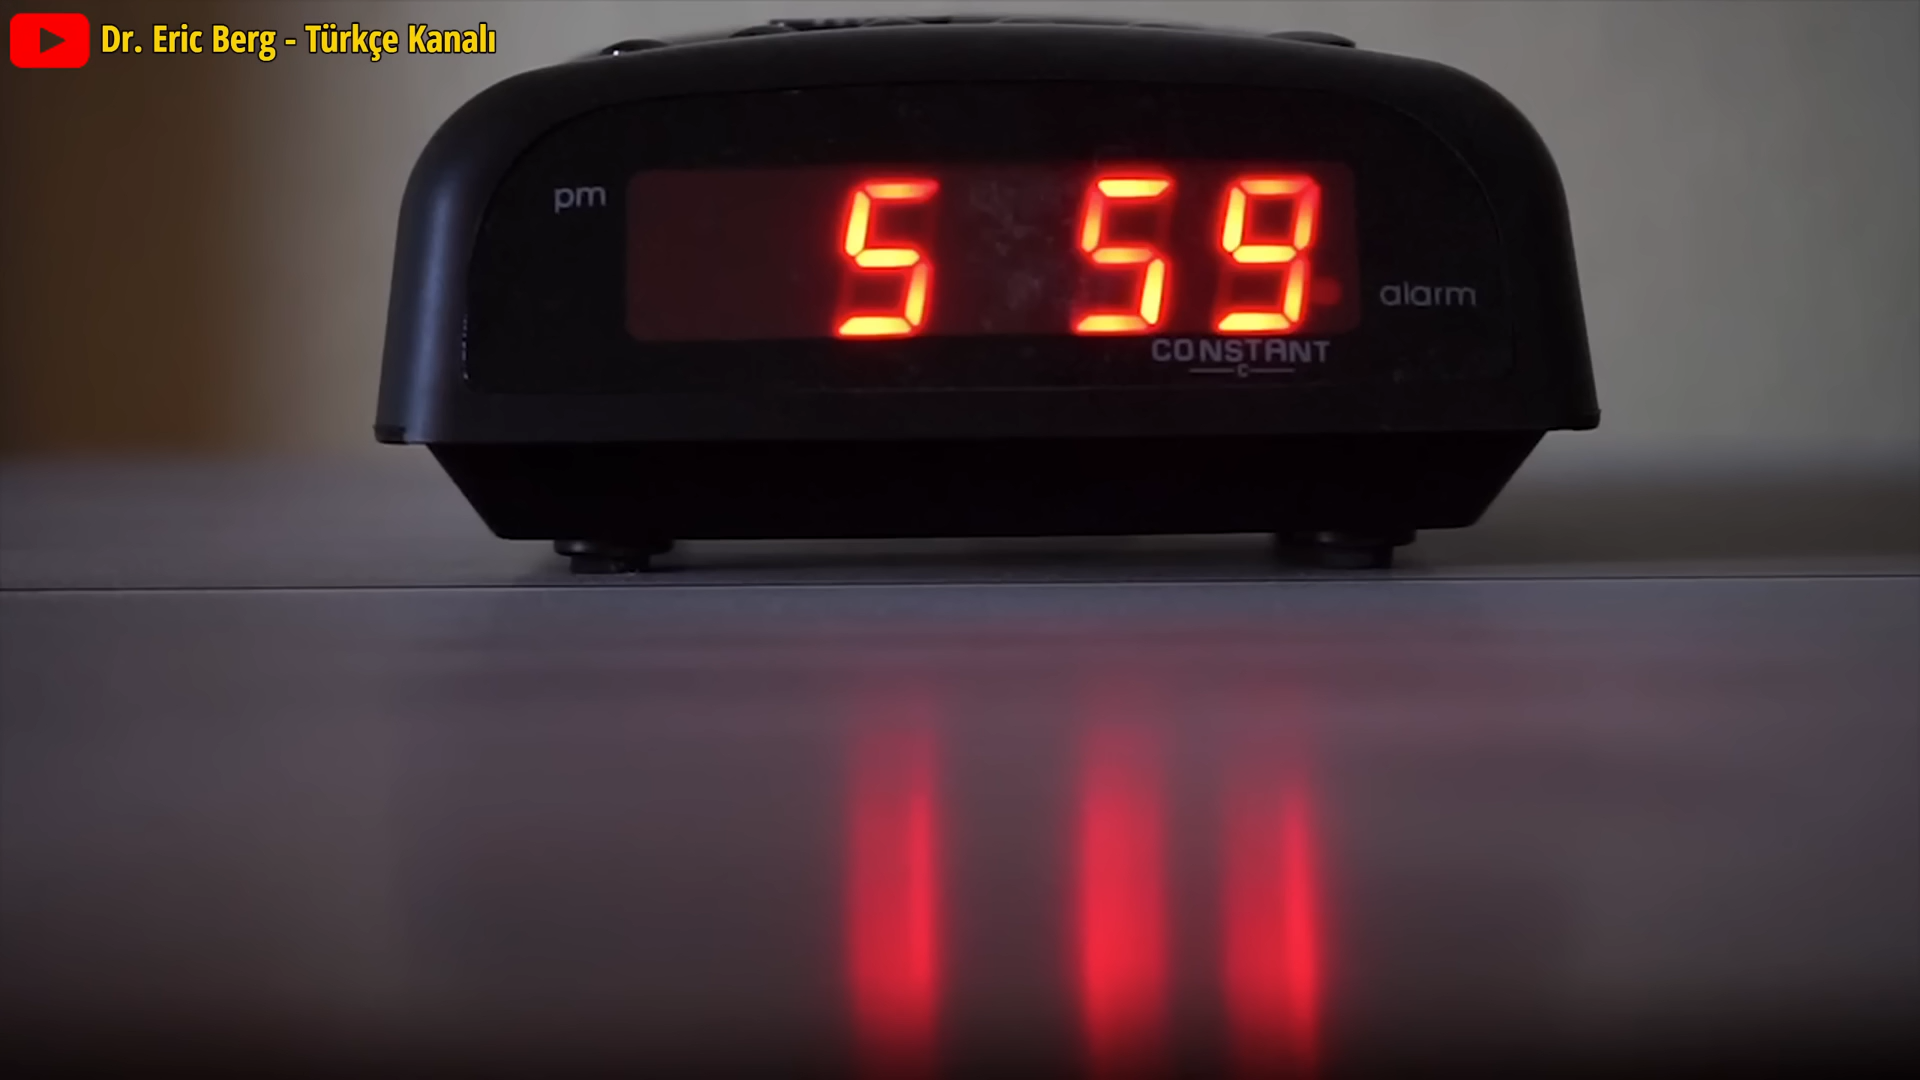 Dr. Eric Berg - Türkçe Kanalı
pm
5 59
alarm
CONSTANT
C